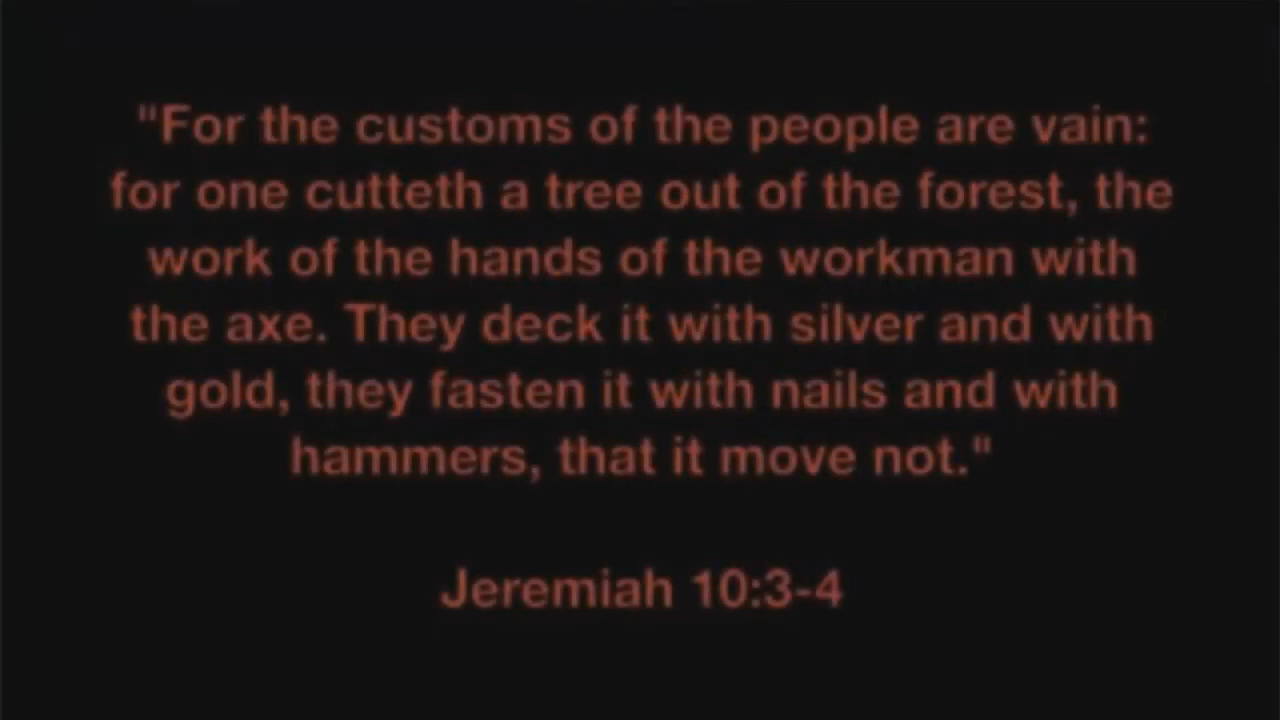 "For the customs of the people are vain:
for one cutteth a tree out of the forest, the
work of the hands of the workman with
the axe. They deck it with silver and with
gold, they fasten it with nails and with
hammers, that it move not."
Jeremiah 10:3-4